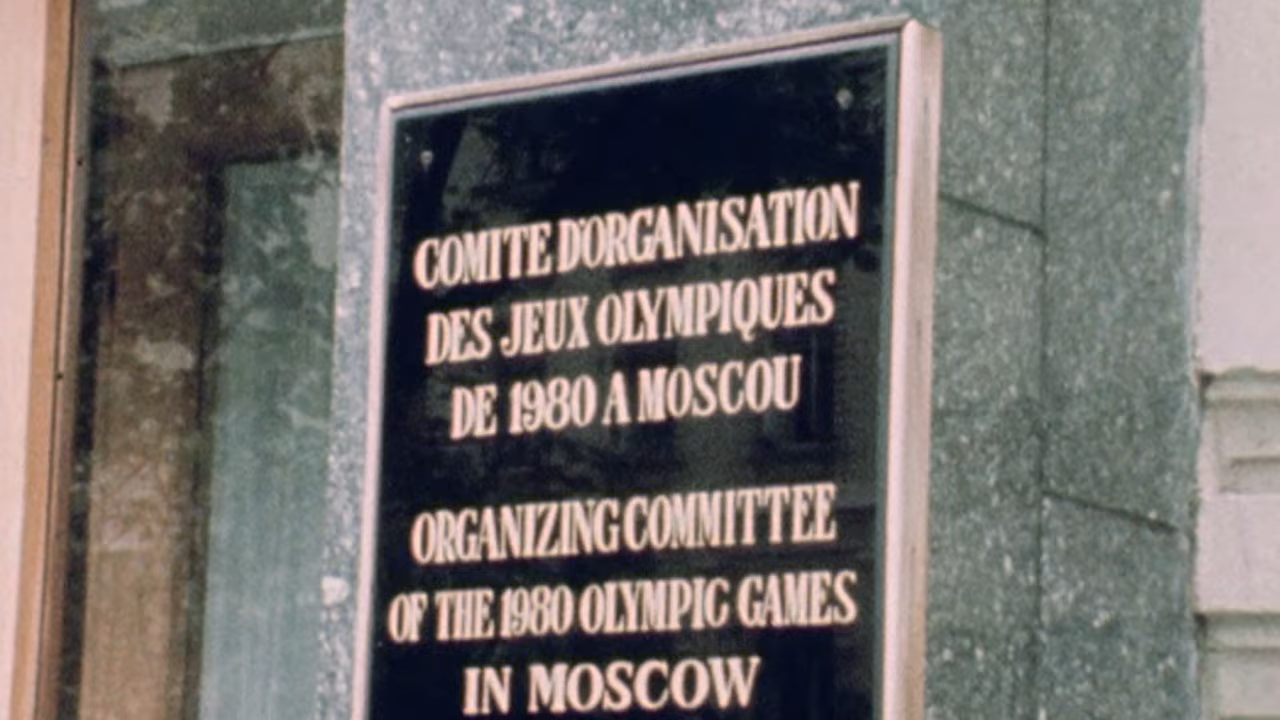 COMITE D'ORGANISATION
DES JEUX OLYMPIQUES
DE 1980 A MOSCOU
ORGANIZING COMMITTEE
OF THE 1980 OLYMPIC GAMES
IN MOSCOW